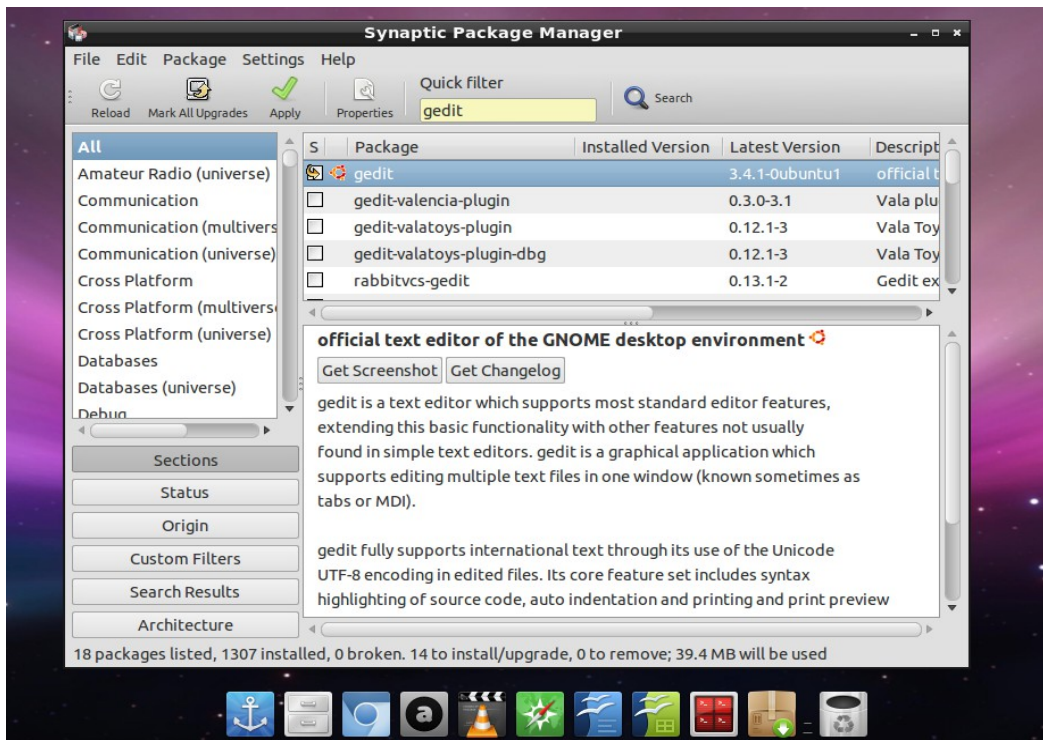 Synaptic Package Manager
File Edit Package Settings Help
Reload Mark All Upgrades Apply Properties Quick filter Search
gedit
All
Amateur Radio (universe)
Communication
Communication (multivers
Communication (universe)
Cross Platform
Cross Platform (multivers
Cross Platform (universe)
Databases
Databases (universe)
Debug
Sections
Status
Origin
Custom Filters
Search Results
Architecture
S Package Installed Version Latest Version Descript
gedit 3.4.1-0ubuntu1 official t
gedit-valencia-plugin 0.3.0-3.1 Vala plu
gedit-valatoys-plugin 0.12.1-3 Vala Toy
gedit-valatoys-plugin-dbg 0.12.1-3 Vala Toy
rabbitvcs-gedit 0.13.1-2 Gedit ex
official text editor of the GNOME desktop environment
Get Screenshot Get Changelog
gedit is a text editor which supports most standard editor features,
extending this basic functionality with other features not usually
found in simple text editors. gedit is a graphical application which
supports editing multiple text files in one window (known sometimes as
tabs or MDI).
gedit fully supports international text through its use of the Unicode
UTF-8 encoding in edited files. Its core feature set includes syntax
highlighting of source code, auto indentation and printing and print preview
18 packages listed, 1307 installed, 0 broken. 14 to install/upgrade, 0 to remove; 39.4 MB will be used
a